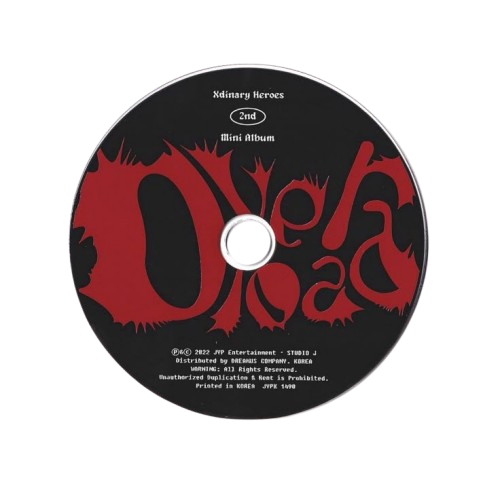 Xdinary Heroes
2nd
Mini Album
Overload
Ⓟ&Ⓒ 2022 JYP Entertainment · STUDIO J
Distributed by DREAMUS COMPANY. KOREA
WARNING: All Rights Reserved.
Unauthorized Duplication & Rent is Prohibited.
Printed in KOREA JYPK 1490